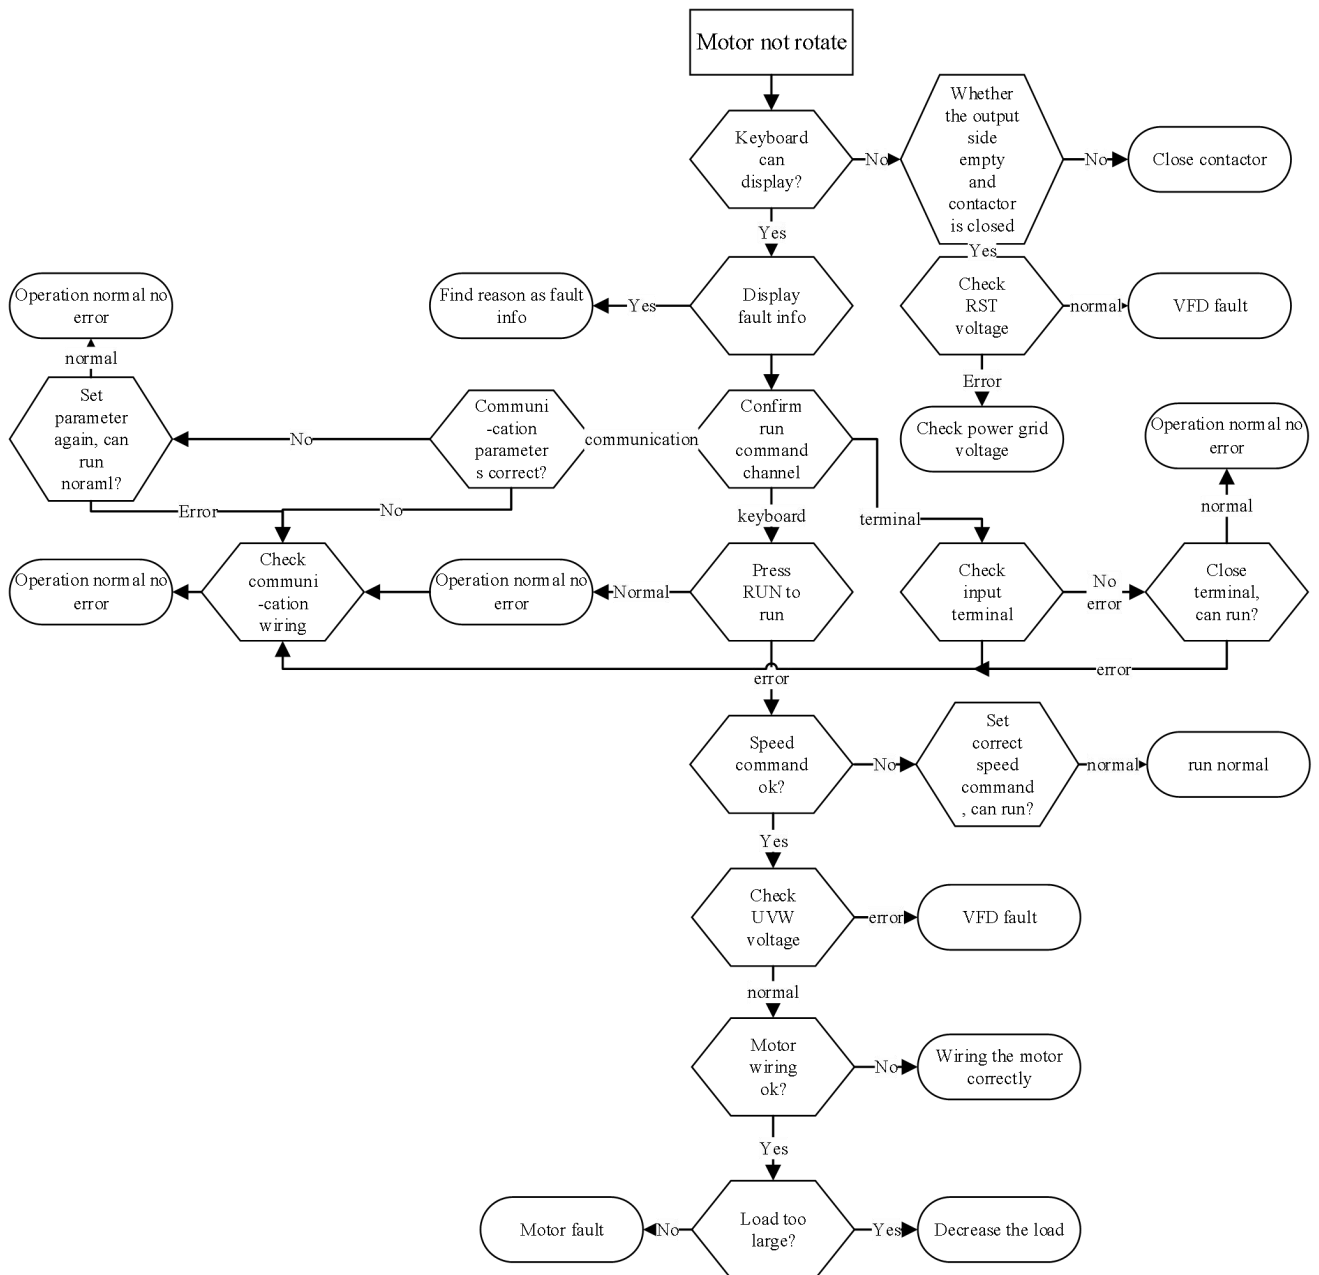 Motor not rotate
Keyboard
can
display?
No
Whether
the output
side
empty
and
contactor
is closed
No
Close contactor
Yes
Yes
Operation normal no
error
Find reason as fault
info
Yes
Display
fault info
Check
RST
voltage
normal
VFD fault
normal
Error
Set
parameter
again, can
run
noraml?
No
Communi
-cation
parameter
s correct?
communication
Confirm
run
command
channel
Check power grid
voltage
Operation normal no
error
Error
No
keyboard
terminal
normal
Operation normal no
error
Check
communi
-cation
wiring
Operation normal no
error
Normal
Press
RUN to
run
Check
input
terminal
No
error
Close
terminal,
can run?
error
error
Speed
command
ok?
No
Set
correct
speed
command
, can run?
normal
run normal
Yes
Check
UVW
voltage
error
VFD fault
normal
Motor
wiring
ok?
No
Wiring the motor
correctly
Yes
Motor fault
No
Load too
large?
Yes
Decrease the load